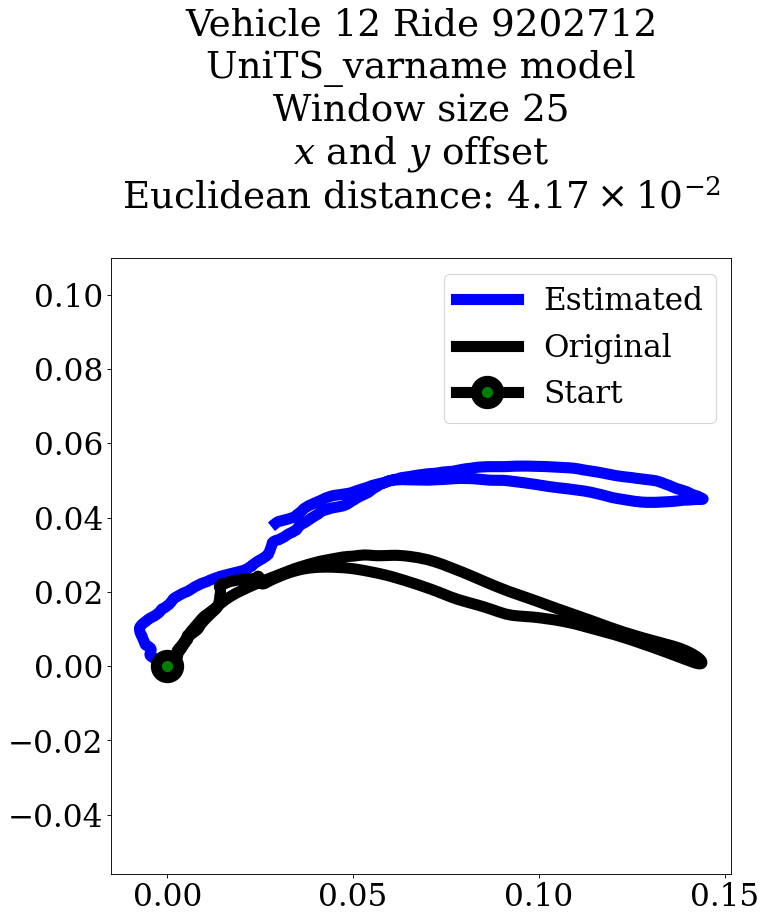 Vehicle 12 Ride 9202712
UniTS_varname model
Window size 25
x and y offset
Euclidean distance: 4.17 × 10⁻²
Estimated
Original
Start
0.10
0.08
0.06
0.04
0.02
0.00
−0.02
−0.04
0.00 0.05 0.10 0.15